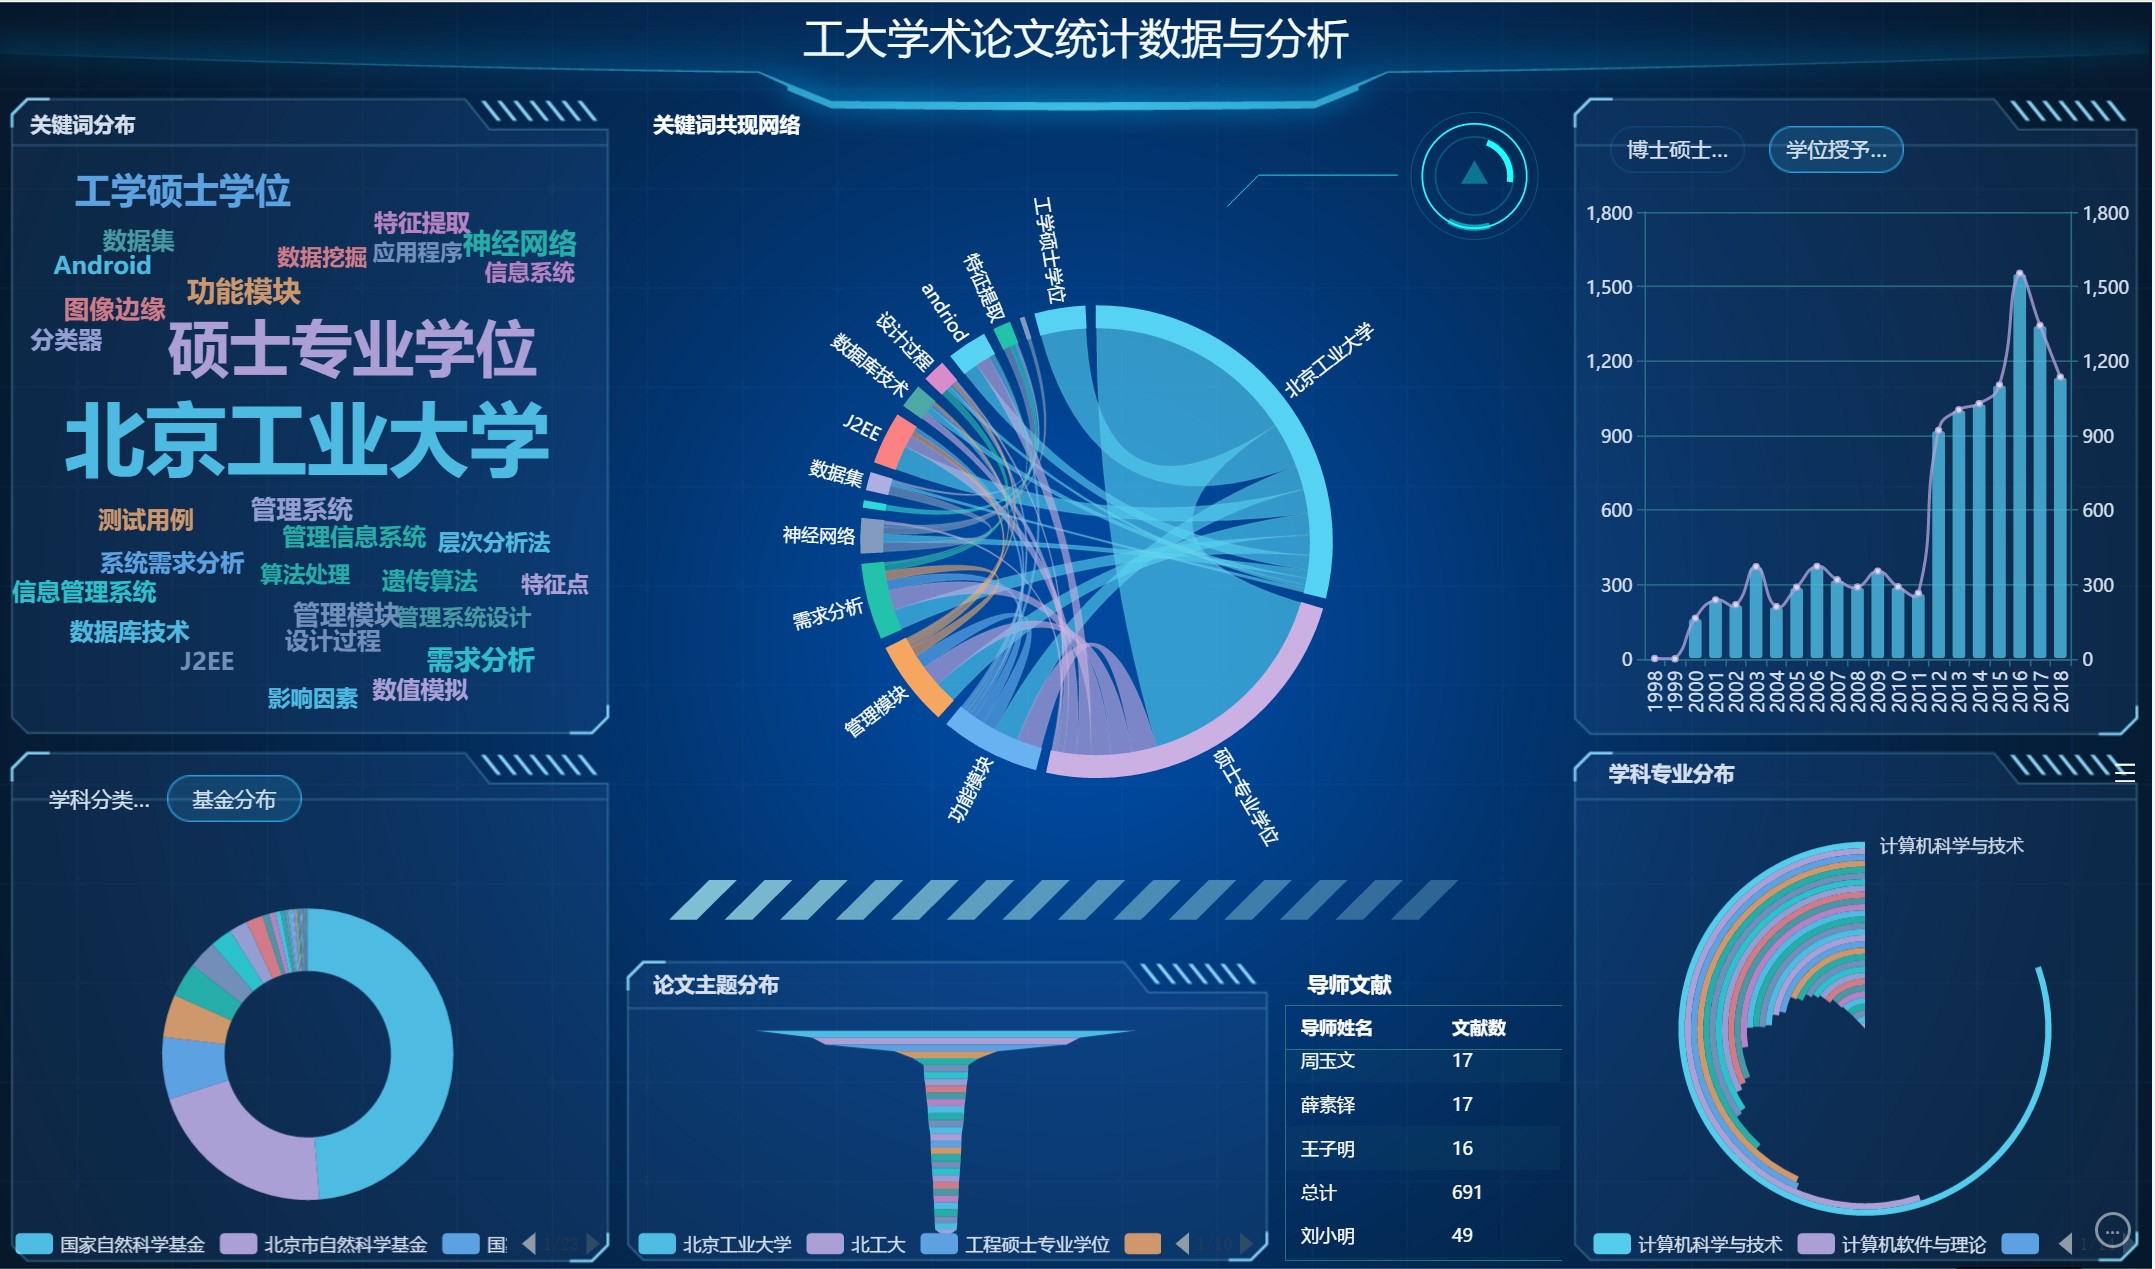 工大学术论文统计数据与分析
关键词分布
工学硕士学位
特征提取
数据集
数据挖掘
应用程序
神经网络
Android
信息系统
功能模块
图像边缘
分类器
硕士专业学位
北京工业大学
测试用例
管理系统
管理信息系统
层次分析法
系统需求分析
算法处理
遗传算法
特征点
信息管理系统
管理模块
管理系统设计
数据库技术
设计过程
J2EE
需求分析
影响因素
数值模拟
关键词共现网络
工学硕士学位
特征提取
andriod
设计过程
数据库技术
J2EE
数据集
神经网络
需求分析
管理模块
功能模块
硕士专业学位
北京工业大学
博士硕士...
学位授予...
1,800
1,500
1,200
900
600
300
0
1,800
1,500
1,200
900
600
300
0
1998
1999
2000
2001
2002
2003
2004
2005
2006
2007
2008
2009
2010
2011
2012
2013
2014
2015
2016
2017
2018
学科分类...
基金分布
国家自然科学基金
北京市自然科学基金
1/23
论文主题分布
北京工业大学
北工大
工程硕士专业学位
1/10
导师文献
导师姓名 文献数
周玉文 17
薛素铎 17
王子明 16
总计 691
刘小明 49
学科专业分布
计算机科学与技术
计算机科学与技术
计算机软件与理论